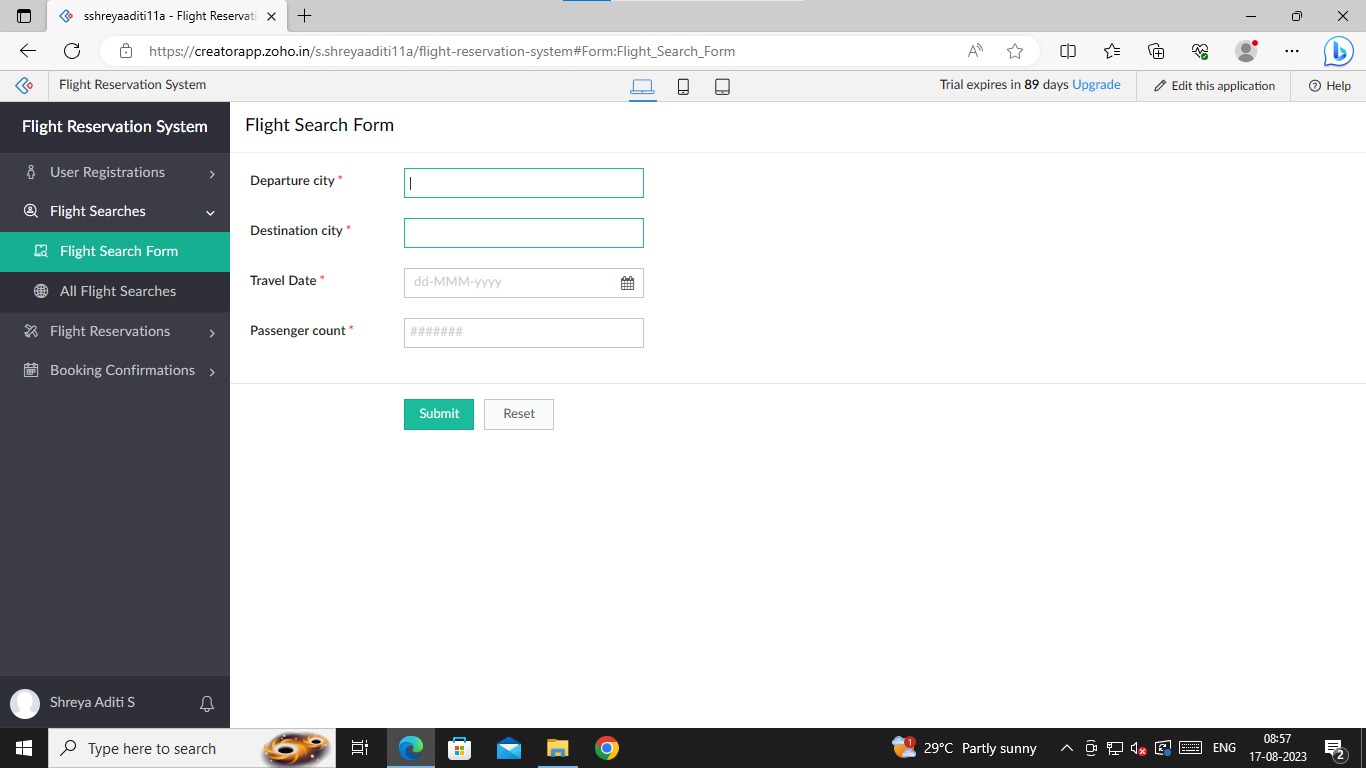 sshreyaaditi11a - Flight Reservati
https://creatorapp.zoho.in/s.shreyaaditi11a/flight-reservation-system#Form:Flight_Search_Form
Flight Reservation System
Trial expires in 89 days Upgrade
Edit this application
Help
Flight Reservation System
User Registrations
Flight Searches
Flight Search Form
All Flight Searches
Flight Reservations
Booking Confirmations
Shreya Aditi S
Flight Search Form
Departure city *
Destination city *
Travel Date *
dd-MMM-yyyy
Passenger count *
#######
Submit
Reset
Type here to search
1
29°C Partly sunny
ENG
08:57
17-08-2023
2